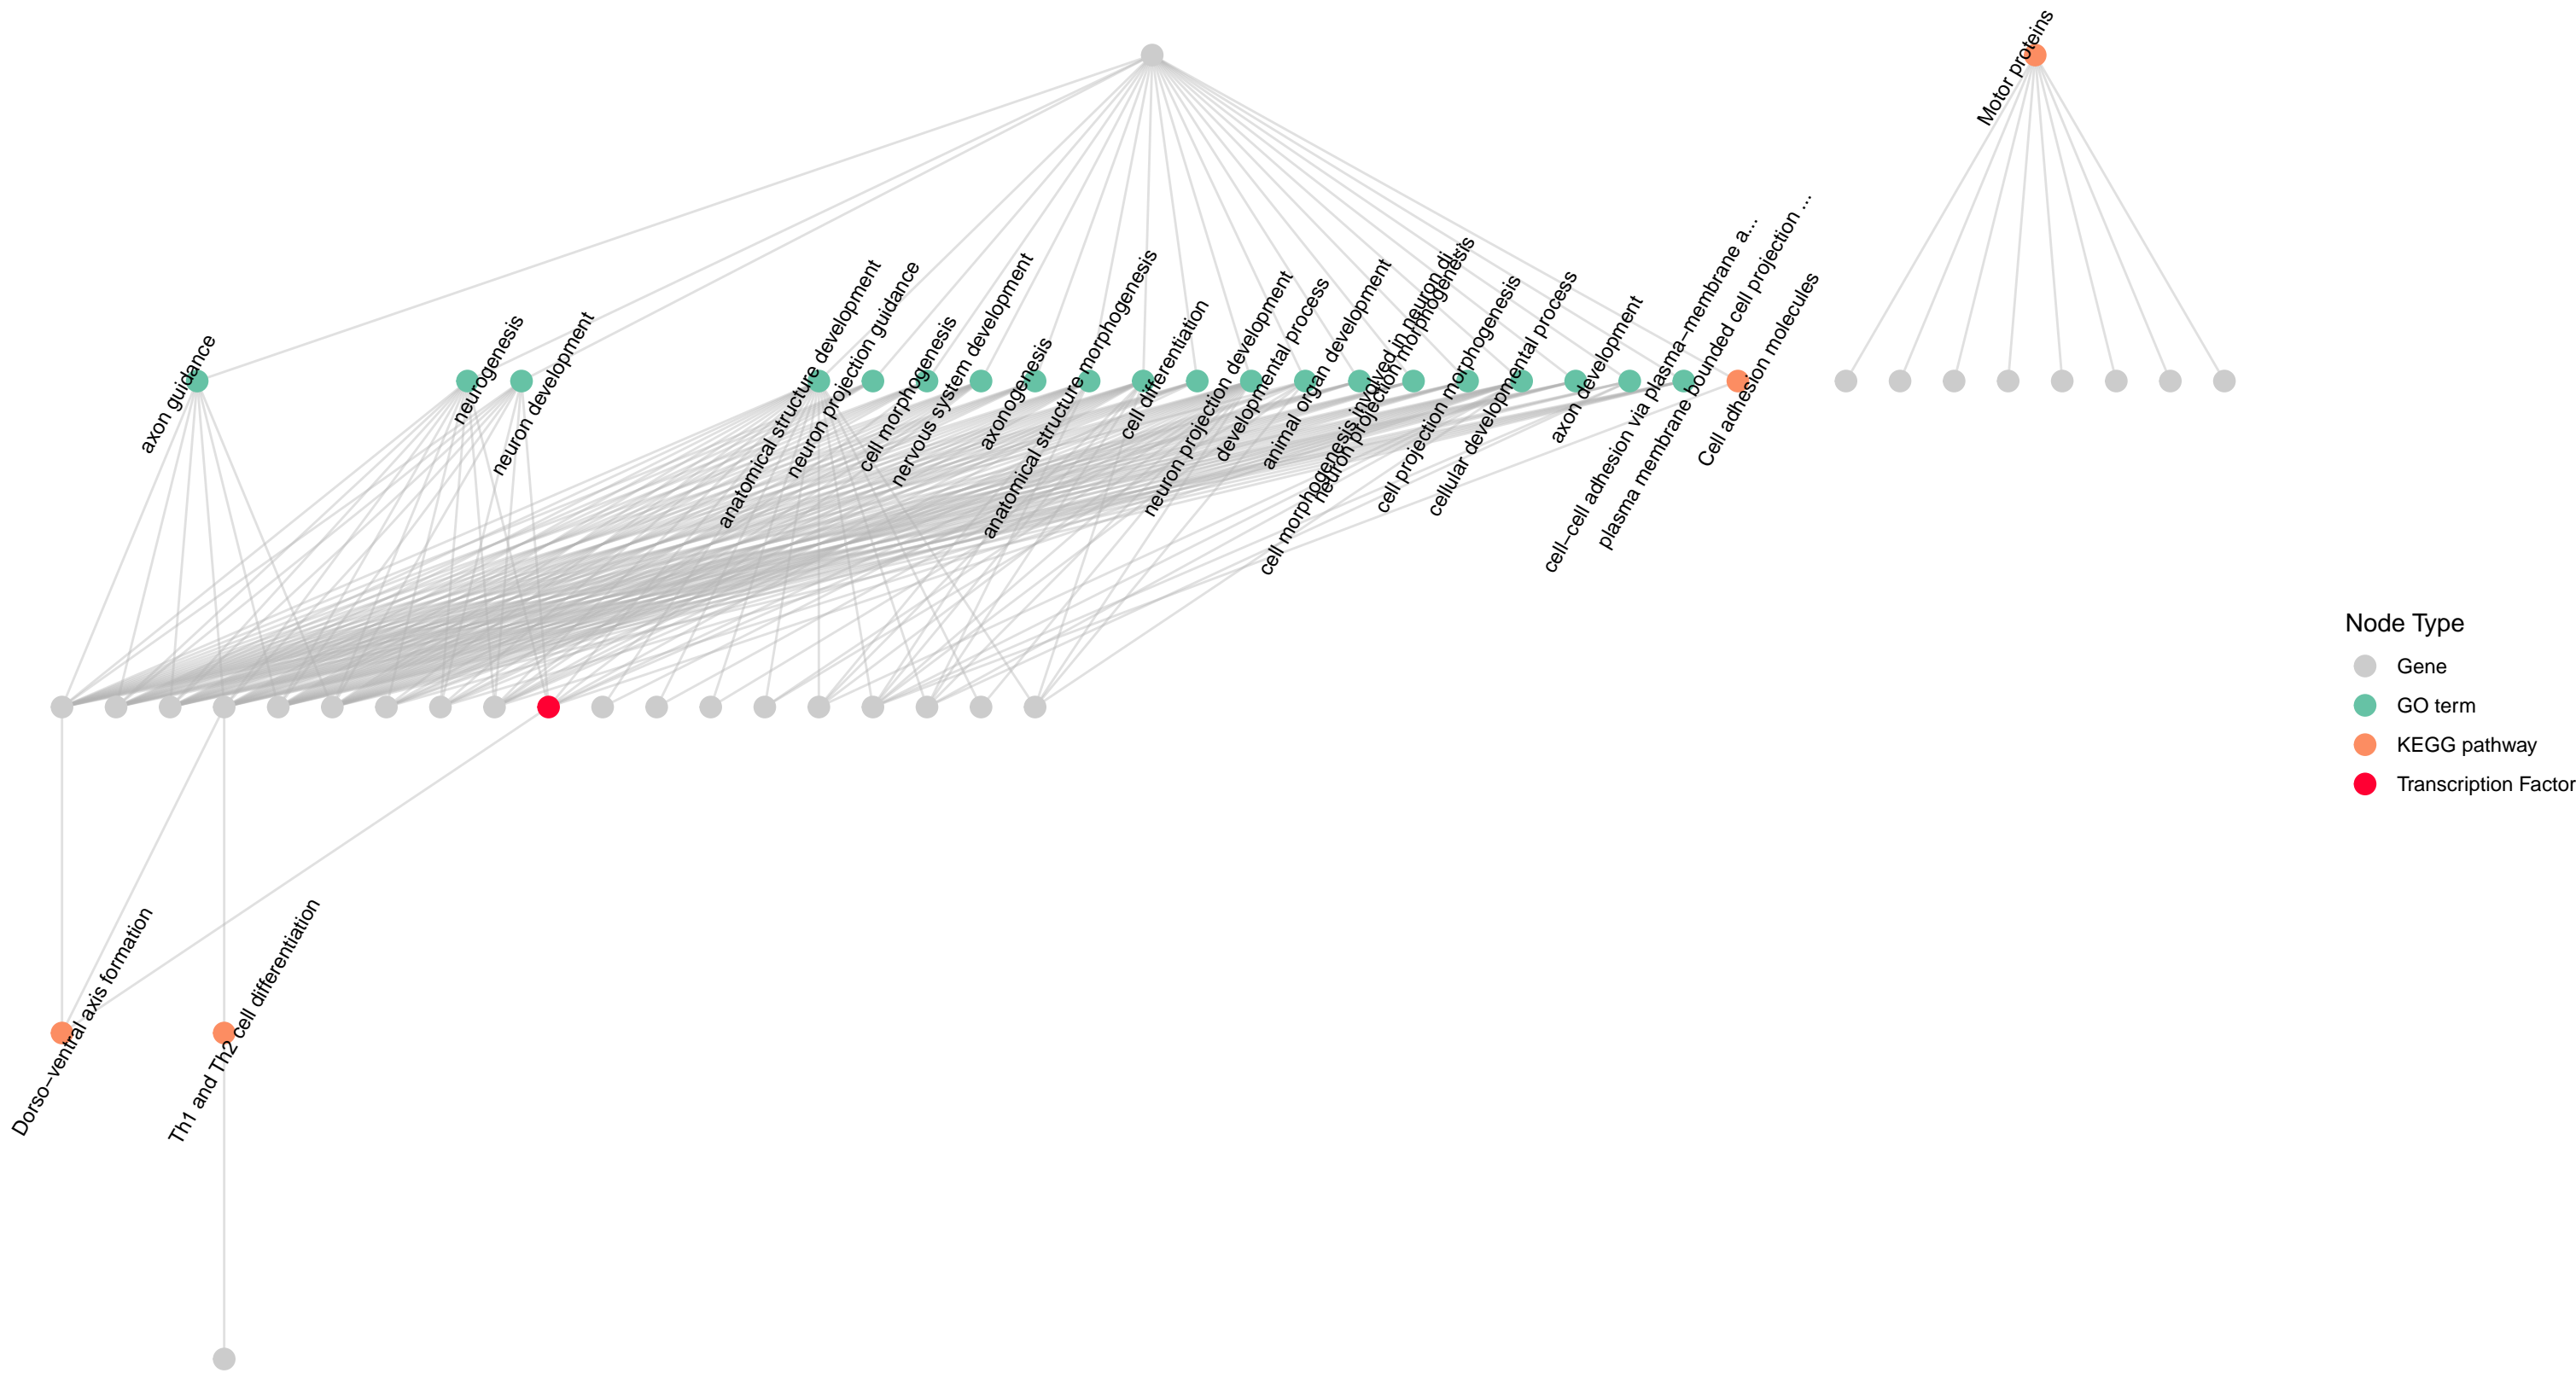 Motor proteins
axon guidance
neurogenesis
neuron development
anatomical structure development
neuron projection guidance
cell morphogenesis
nervous system development
axonogenesis
anatomical structure morphogenesis
cell differentiation
neuron projection development
developmental process
animal organ development
cell morphogenesis involved in neuron di...
neuron projection morphogenesis
cell projection morphogenesis
cellular developmental process
axon development
cell−cell adhesion via plasma−membrane a...
plasma membrane bounded cell projection ...
Cell adhesion molecules
Dorso−ventral axis formation
Th1 and Th2 cell differentiation
Node Type
Gene
GO term
KEGG pathway
Transcription Factor